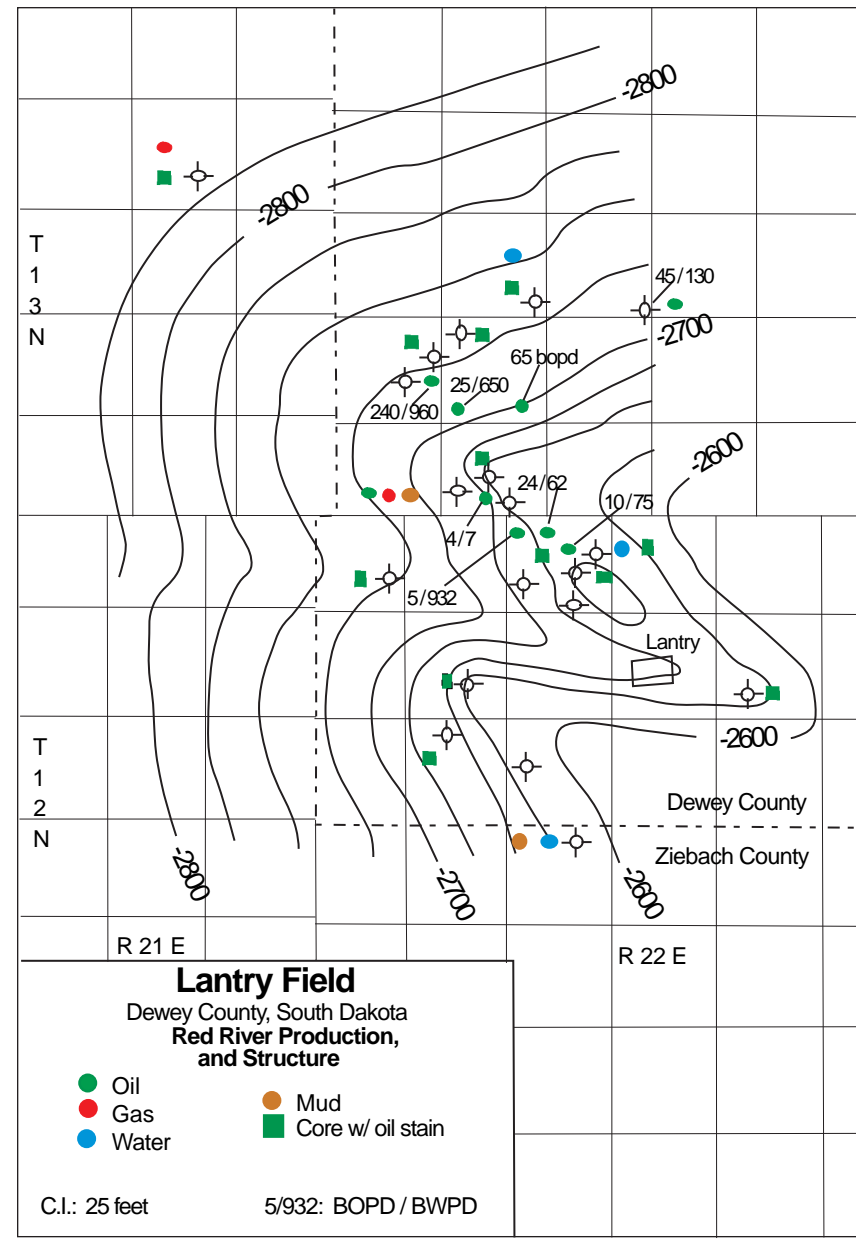 -2800
-2800
T
1
3
N
45/130
-2700
65 bopd
25/650
240/960
-2600
24/62
10/75
4/7
5/932
Lantry
-2600
T
1
2
N
Dewey County
Ziebach County
-2800
-2700
-2600
R 21 E
R 22 E
Lantry Field
Dewey County, South Dakota
Red River Production,
and Structure
Oil
Gas
Water
Mud
Core w/ oil stain
C.I.: 25 feet
5/932: BOPD / BWPD